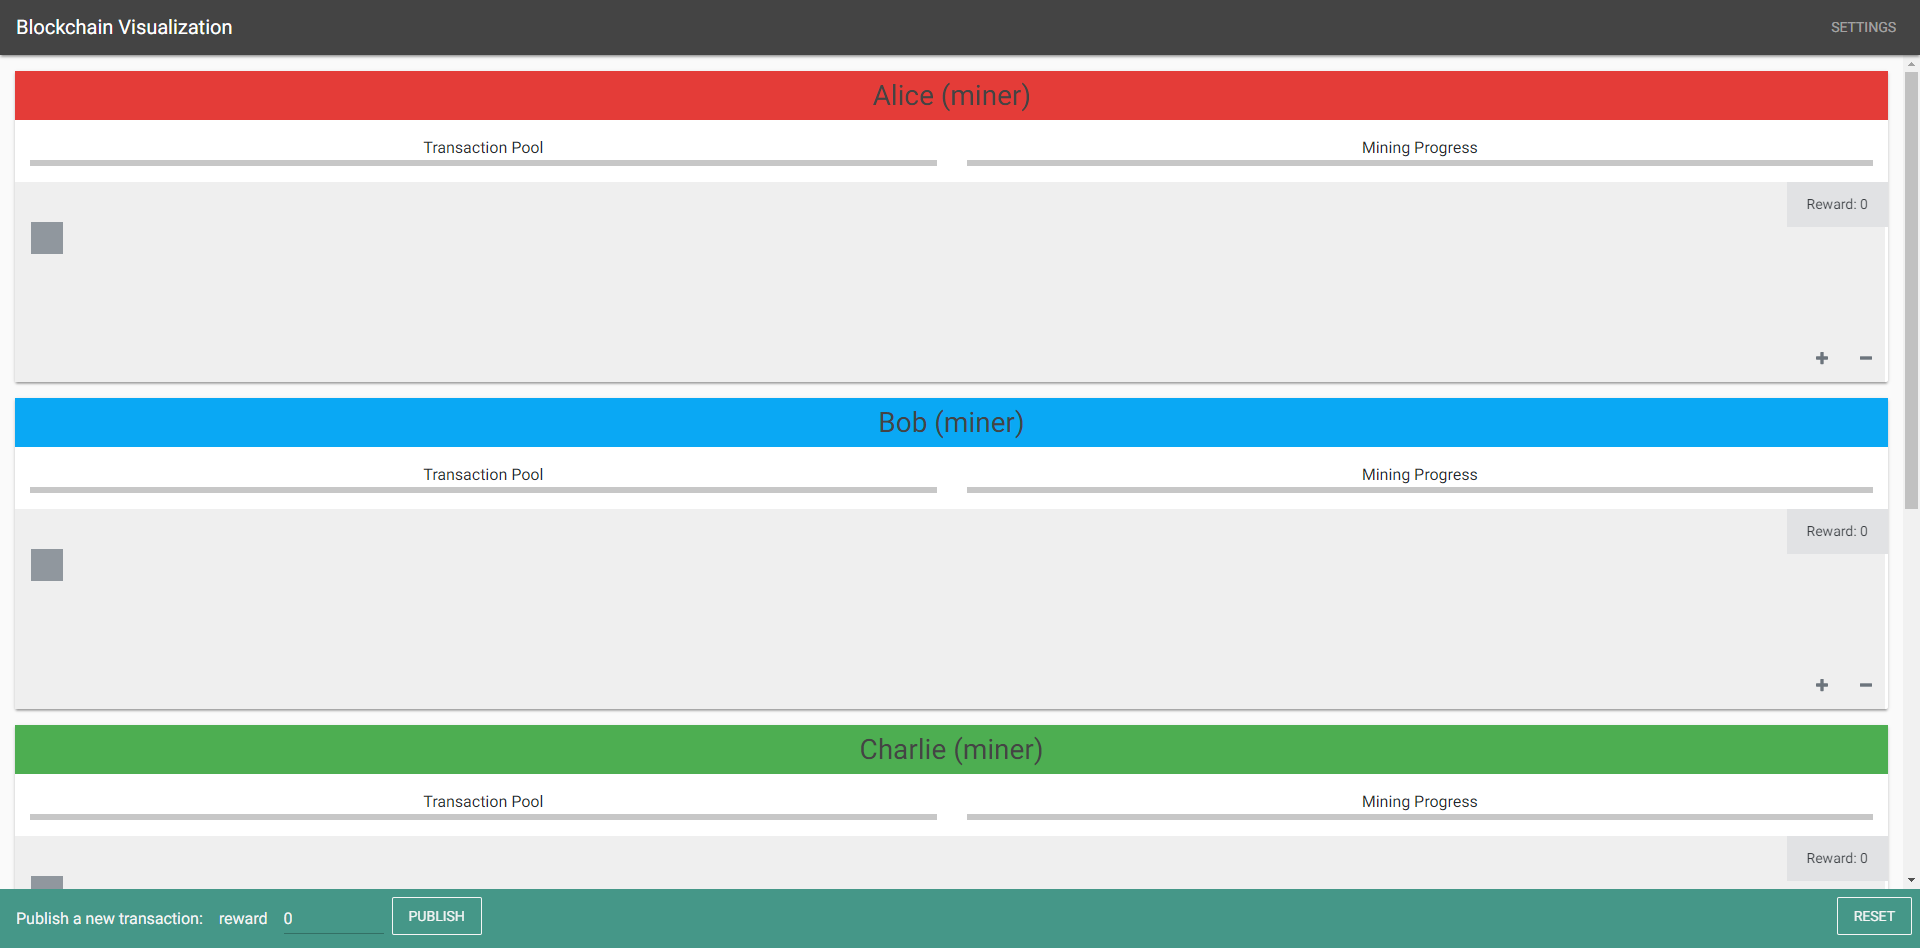 Blockchain Visualization
SETTINGS
Alice (miner)
Transaction Pool
Mining Progress
Reward: 0
Bob (miner)
Transaction Pool
Mining Progress
Reward: 0
Charlie (miner)
Transaction Pool
Mining Progress
Reward: 0
Publish a new transaction: reward 0 PUBLISH
RESET